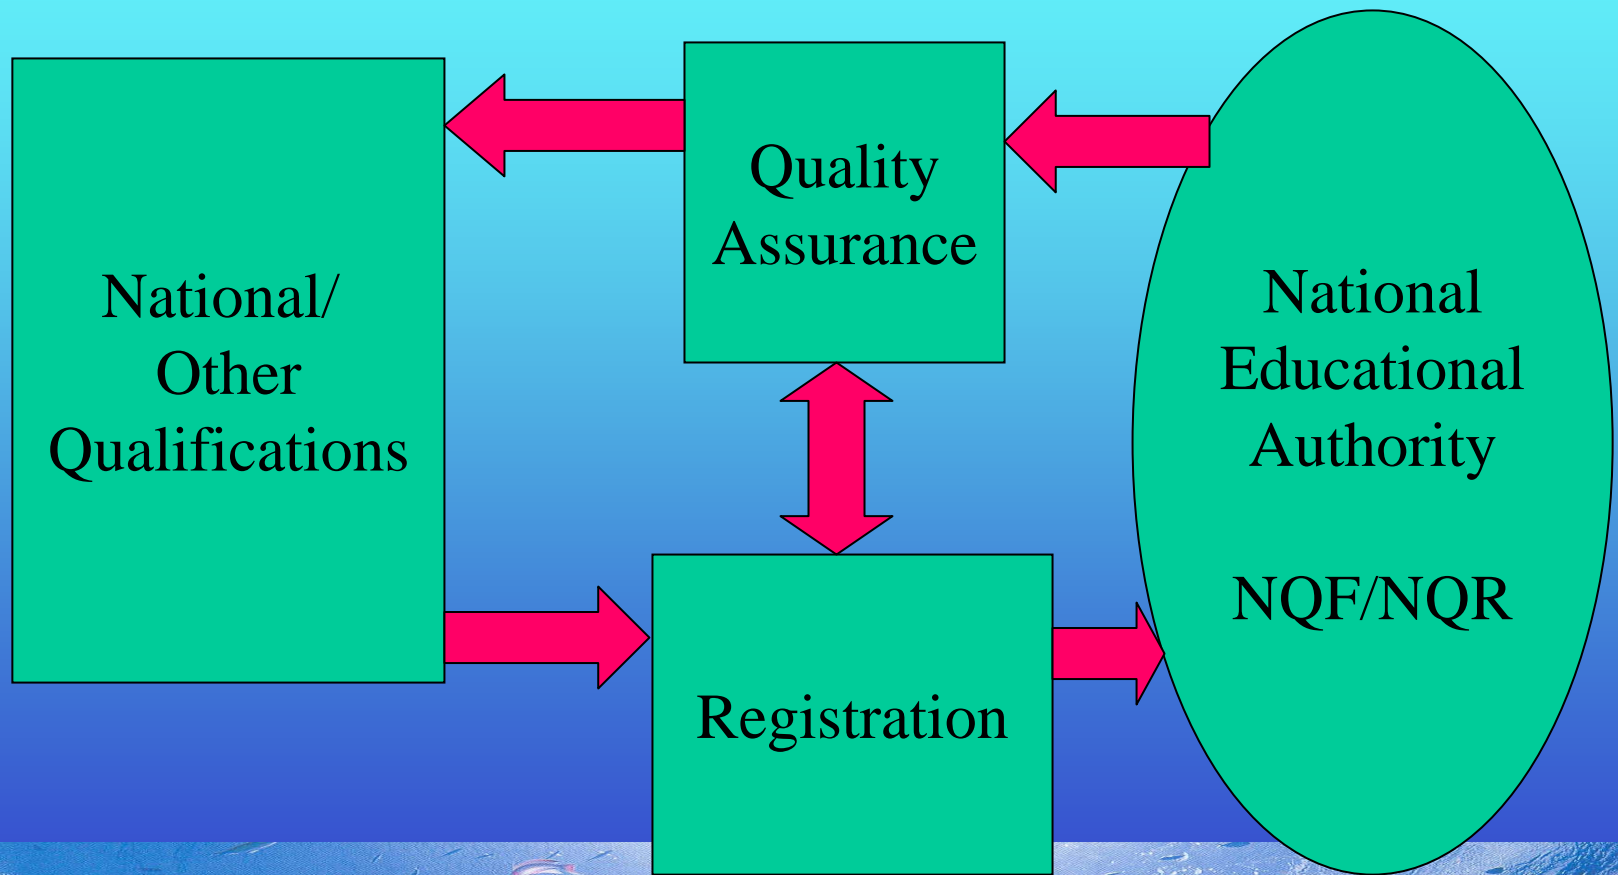 National/
Other
Qualifications
Quality
Assurance
Registration
National
Educational
Authority
NQF/NQR